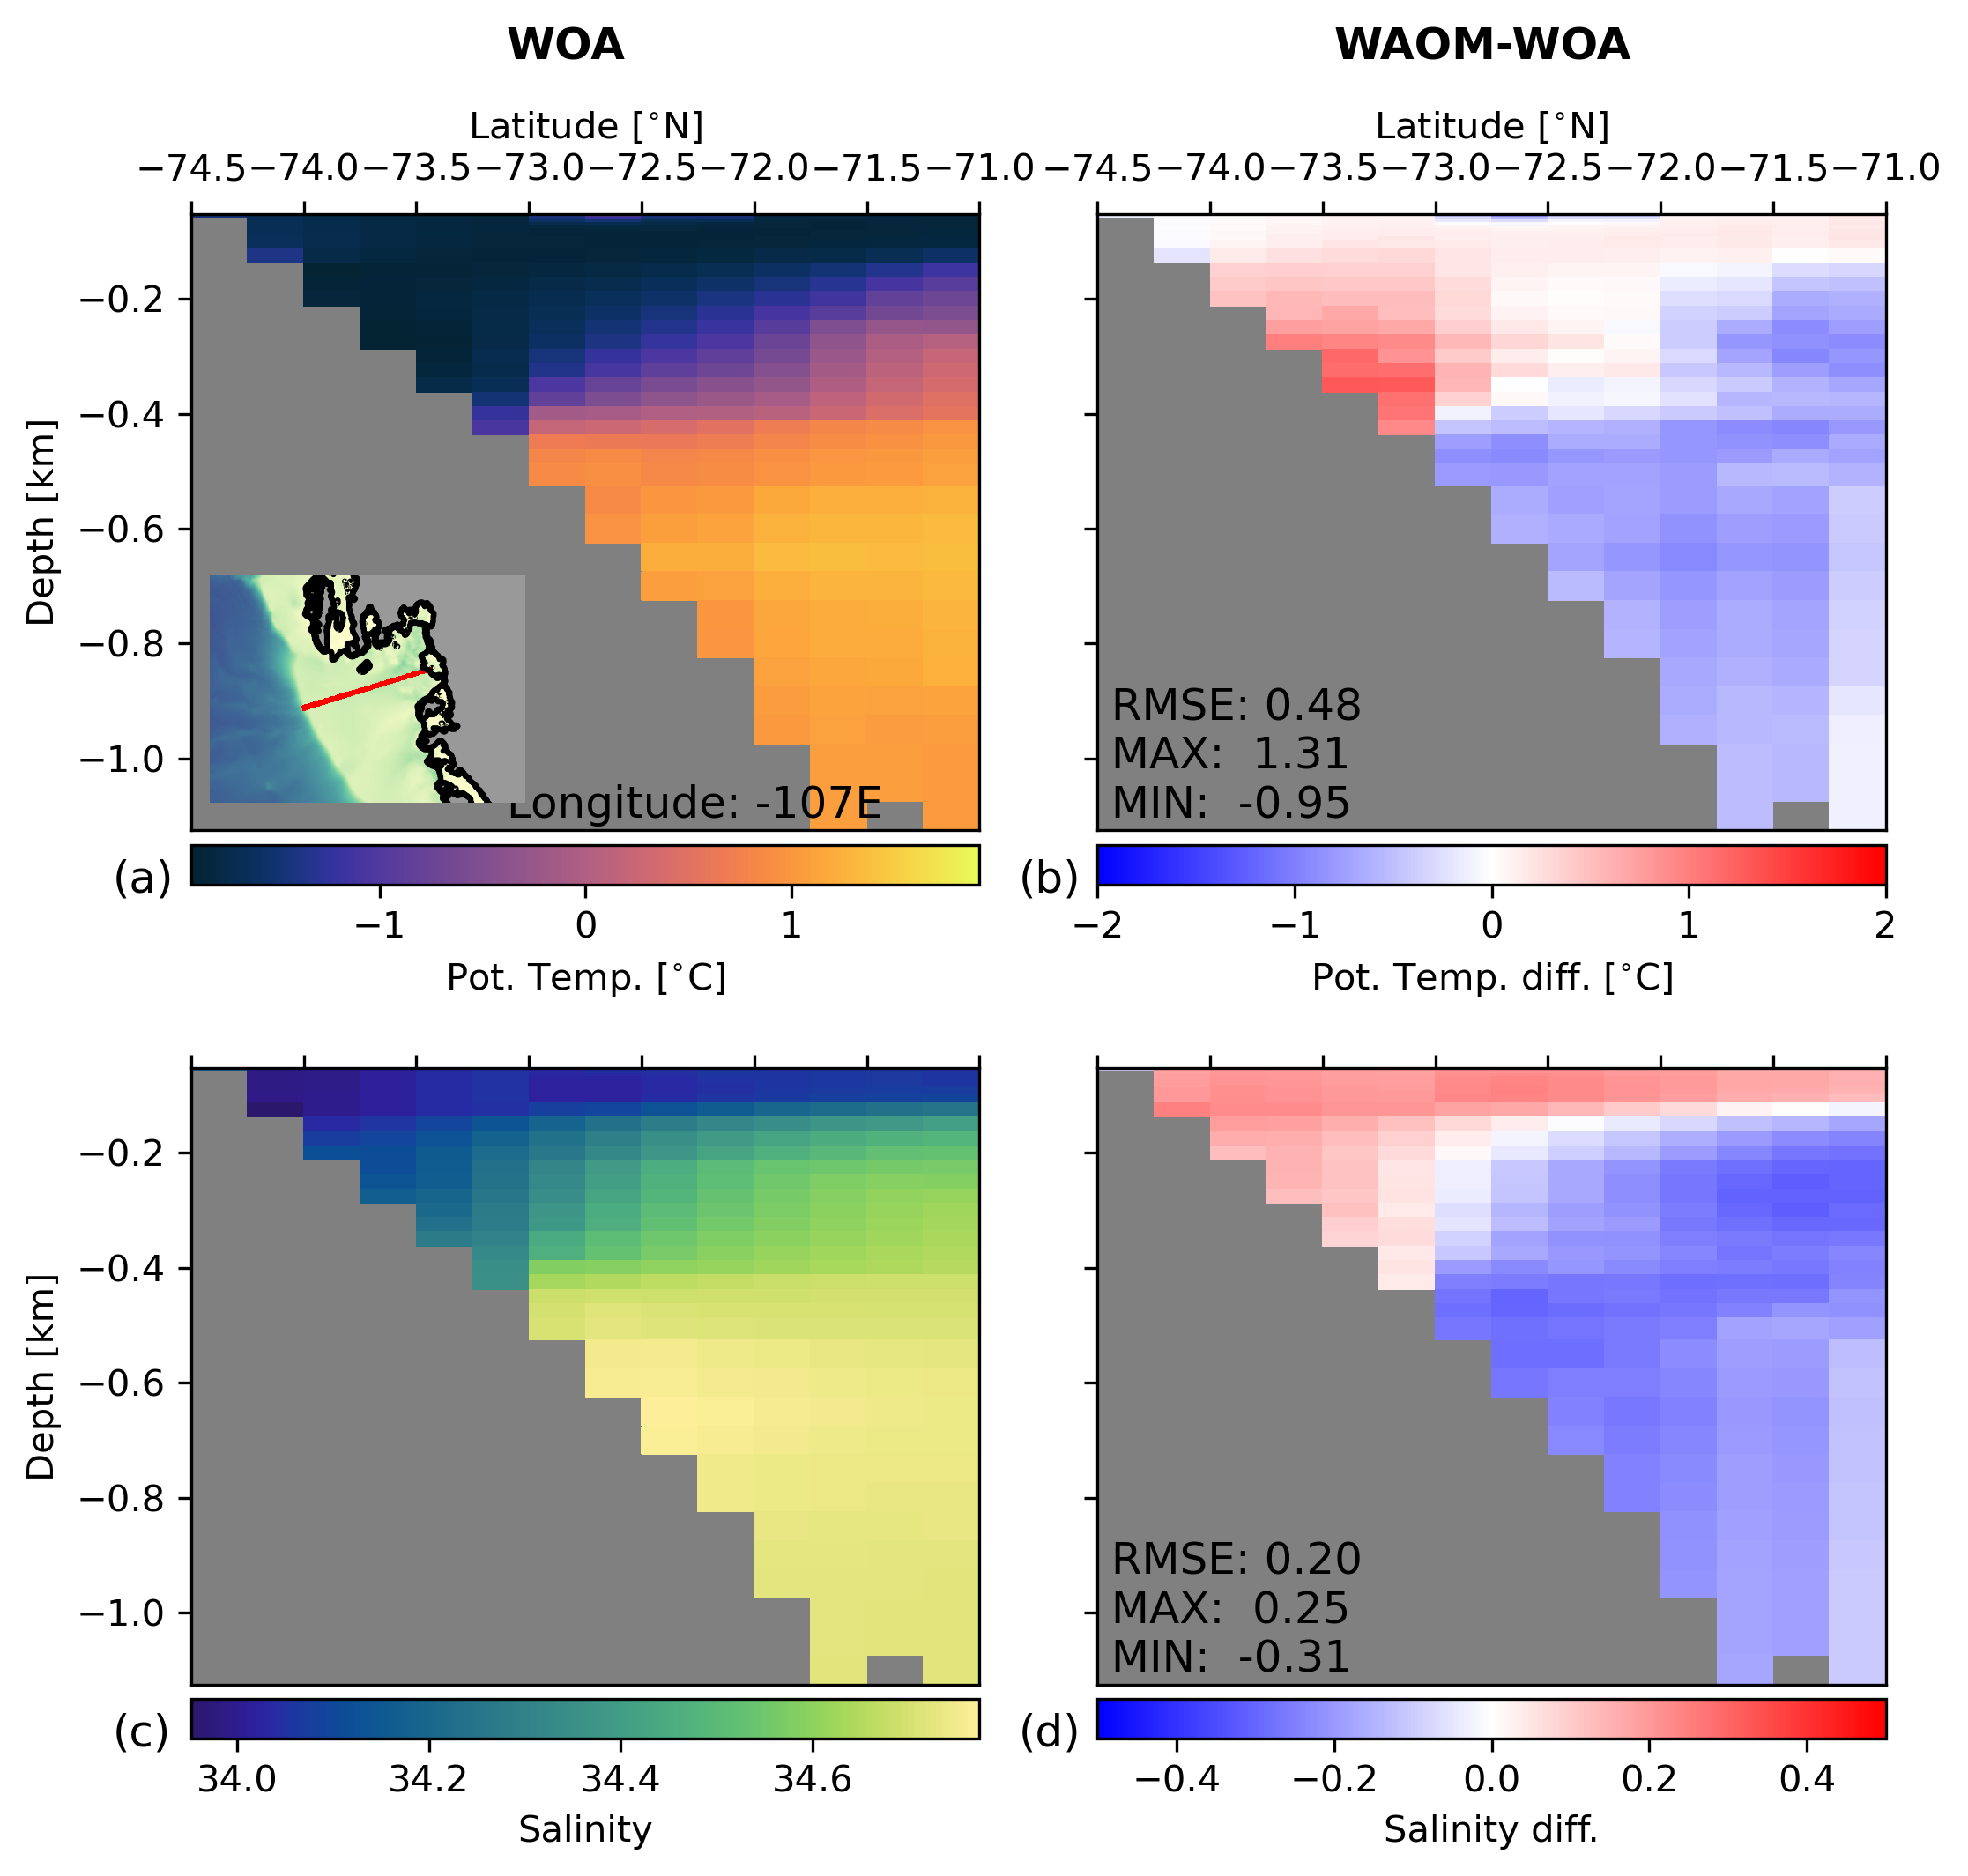 WOA
WAOM-WOA
Latitude [°N]
Latitude [°N]
−74.5 −74.0 −73.5 −73.0 −72.5 −72.0 −71.5 −71.0
−74.5 −74.0 −73.5 −73.0 −72.5 −72.0 −71.5 −71.0
Depth [km]
−0.2
−0.4
−0.6
−0.8
−1.0
Longitude: -107E
RMSE: 0.48
MAX: 1.31
MIN: -0.95
(a)
−1 0 1
Pot. Temp. [°C]
(b)
−2 −1 0 1 2
Pot. Temp. diff. [°C]
Depth [km]
−0.2
−0.4
−0.6
−0.8
−1.0
RMSE: 0.20
MAX: 0.25
MIN: -0.31
(c)
34.0 34.2 34.4 34.6
Salinity
(d)
−0.4 −0.2 0.0 0.2 0.4
Salinity diff.